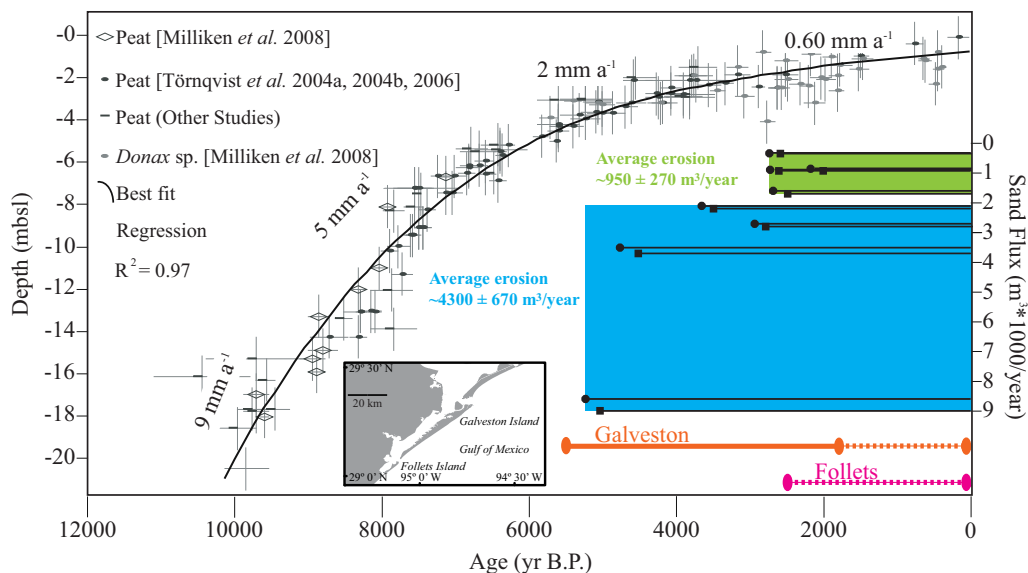 -0
-2
-4
-6
-8
-10
-12
-14
-16
-18
-20
Depth (mbsl)
Peat [Milliken et al. 2008]
Peat [Törnqvist et al. 2004a, 2004b, 2006]
Peat (Other Studies)
Donax sp. [Milliken et al. 2008]
Best fit
Regression
R² = 0.97
9 mm a⁻¹
5 mm a⁻¹
2 mm a⁻¹
0.60 mm a⁻¹
Average erosion
~950 ± 270 m³/year
Average erosion
~4300 ± 670 m³/year
0
1
2
3
4
5
6
7
8
9
Sand Flux (m³* 1000/year)
29° 30’ N
20 km
Galveston Island
Gulf of Mexico
Follets Island
29° 0’ N
95° 0’ W
94° 30’ W
Galveston
Follets
12000
10000
8000
6000
4000
2000
0
Age (yr B.P.)